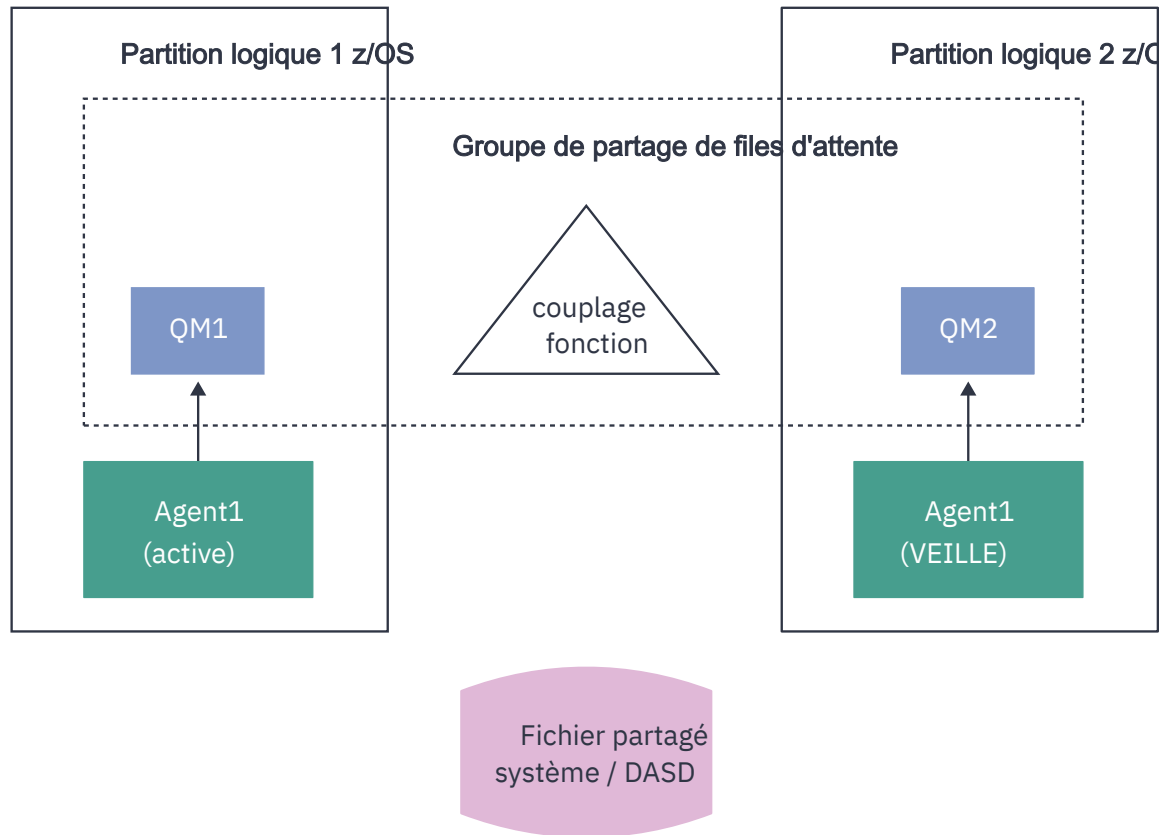 Partition logique 1 z/OS
Partition logique 2 z/O
Groupe de partage de files d'attente
couplage
fonction
QM1
QM2
Agent1
(active)
Agent1
(VEILLE)
Fichier partagé
système / DASD